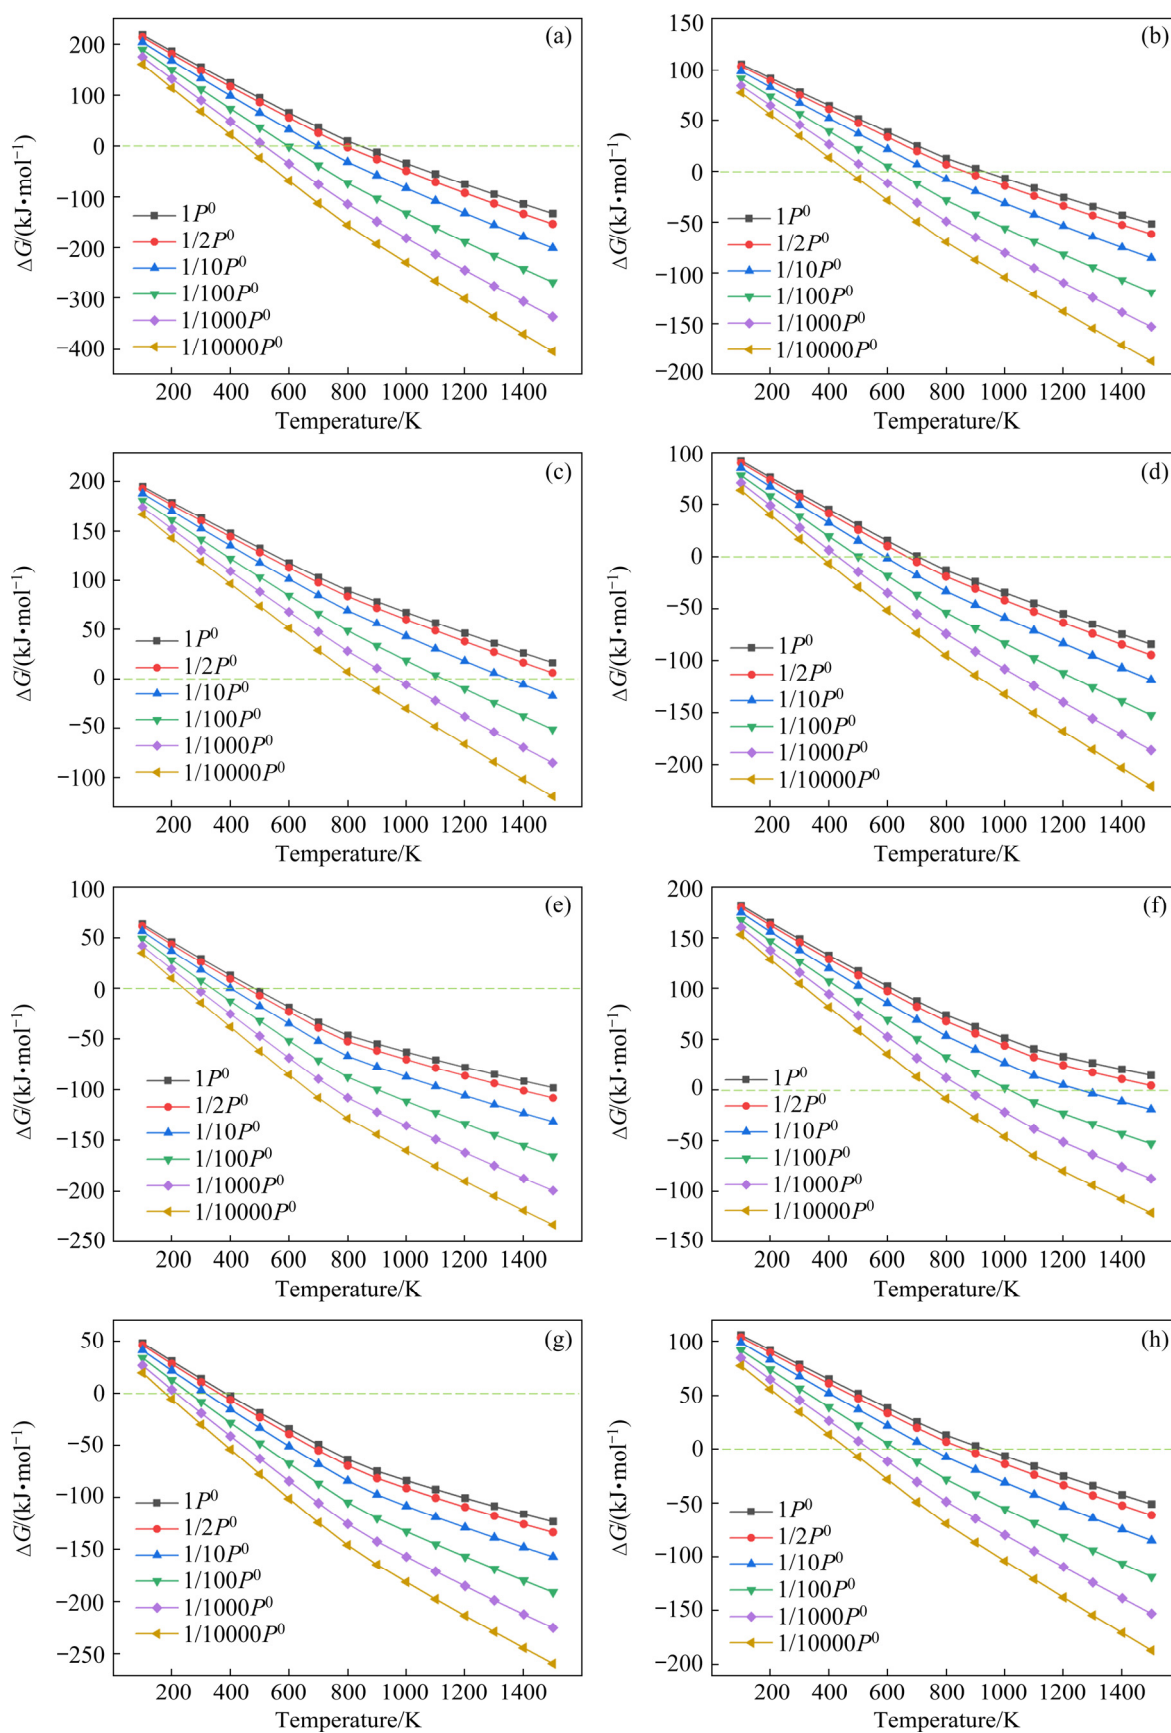 (a)
200
100
0
−100
−200
−300
−400
ΔG/(kJ•mol⁻¹)
1P⁰
1/2P⁰
1/10P⁰
1/100P⁰
1/1000P⁰
1/10000P⁰
200 400 600 800 1000 1200 1400
Temperature/K
(b)
150
100
50
0
−50
−100
−150
−200
ΔG/(kJ•mol⁻¹)
1P⁰
1/2P⁰
1/10P⁰
1/100P⁰
1/1000P⁰
1/10000P⁰
200 400 600 800 1000 1200 1400
Temperature/K
(c)
200
150
100
50
0
−50
−100
ΔG/(kJ•mol⁻¹)
1P⁰
1/2P⁰
1/10P⁰
1/100P⁰
1/1000P⁰
1/10000P⁰
200 400 600 800 1000 1200 1400
Temperature/K
(d)
100
50
0
−50
−100
−150
−200
ΔG/(kJ•mol⁻¹)
1P⁰
1/2P⁰
1/10P⁰
1/100P⁰
1/1000P⁰
1/10000P⁰
200 400 600 800 1000 1200 1400
Temperature/K
(e)
100
50
0
−50
−100
−150
−200
−250
ΔG/(kJ•mol⁻¹)
1P⁰
1/2P⁰
1/10P⁰
1/100P⁰
1/1000P⁰
1/10000P⁰
200 400 600 800 1000 1200 1400
Temperature/K
(f)
200
150
100
50
0
−50
−100
−150
ΔG/(kJ•mol⁻¹)
1P⁰
1/2P⁰
1/10P⁰
1/100P⁰
1/1000P⁰
1/10000P⁰
200 400 600 800 1000 1200 1400
Temperature/K
(g)
50
0
−50
−100
−150
−200
−250
ΔG/(kJ•mol⁻¹)
1P⁰
1/2P⁰
1/10P⁰
1/100P⁰
1/1000P⁰
1/10000P⁰
200 400 600 800 1000 1200 1400
Temperature/K
(h)
100
50
0
−50
−100
−150
−200
ΔG/(kJ•mol⁻¹)
1P⁰
1/2P⁰
1/10P⁰
1/100P⁰
1/1000P⁰
1/10000P⁰
200 400 600 800 1000 1200 1400
Temperature/K